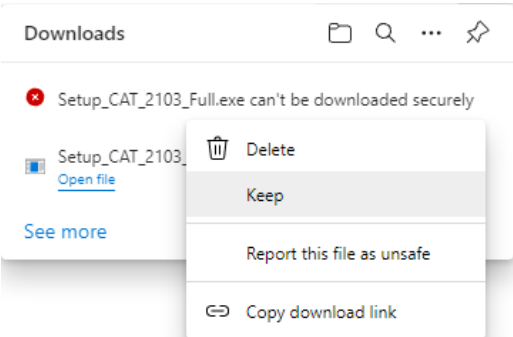 Downloads
Setup_CAT_2103_Full.exe can't be downloaded securely
Setup_CAT_2103_
Open file
See more
Delete
Keep
Report this file as unsafe
Copy download link